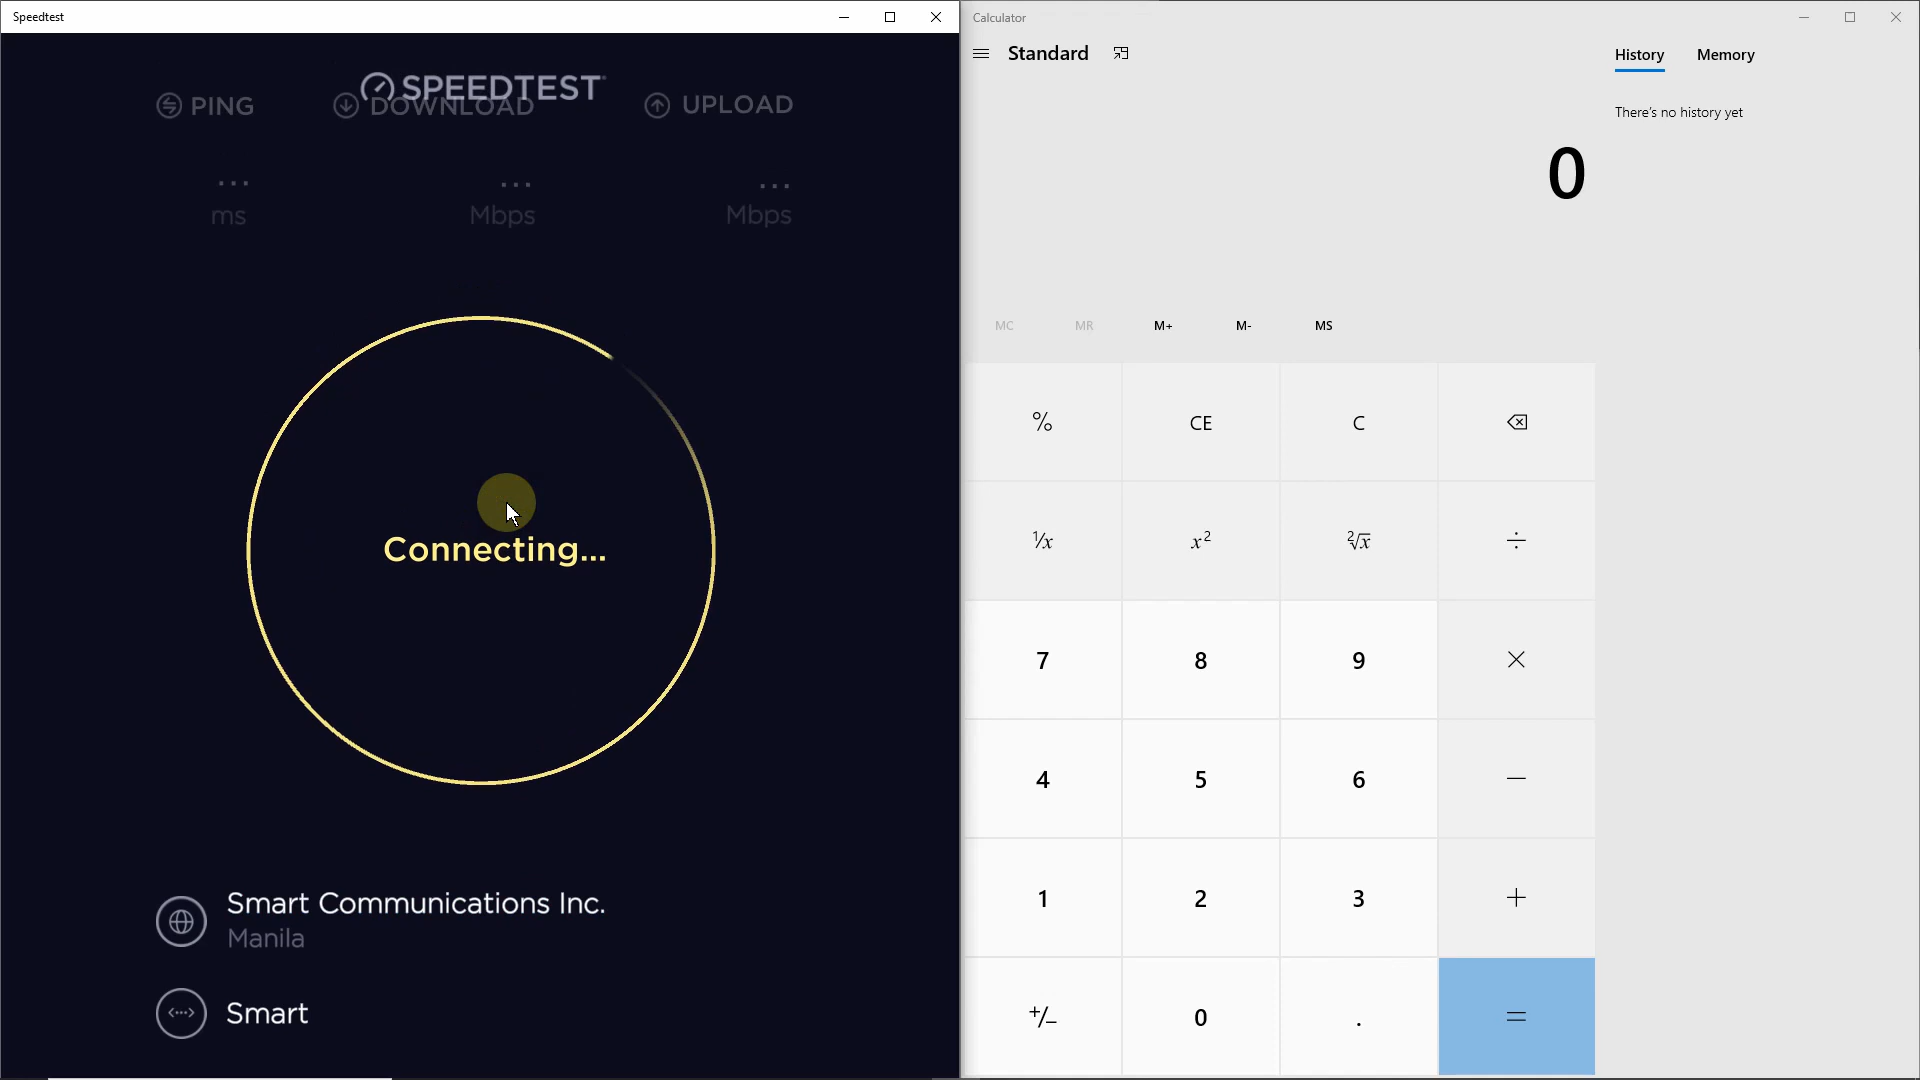 Speedtest
SPEEDTEST
PING
DOWNLOAD
UPLOAD
...
...
...
ms
Mbps
Mbps
Connecting...
Smart Communications Inc.
Manila
Smart
Calculator
Standard
History
Memory
There's no history yet
0
MC MR M+ M- MS
% CE C
⅟x x² ²√x ÷
7 8 9 ×
4 5 6 −
1 2 3 +
+/− 0 . =